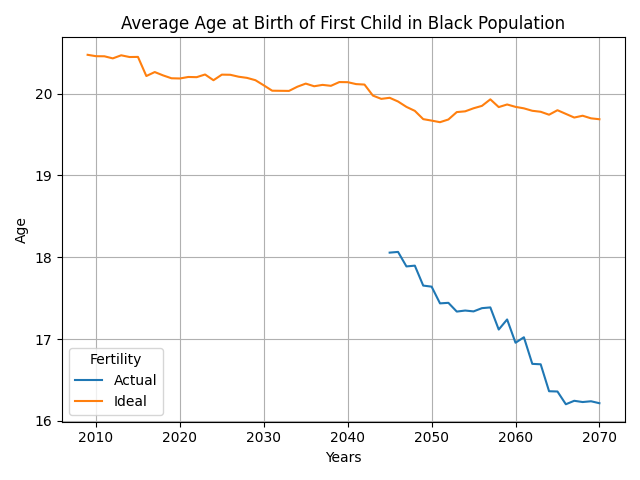 Average Age at Birth of First Child in Black Population
Age
20
19
18
17
16
Fertility
Actual
Ideal
2010 2020 2030 2040 2050 2060 2070
Years